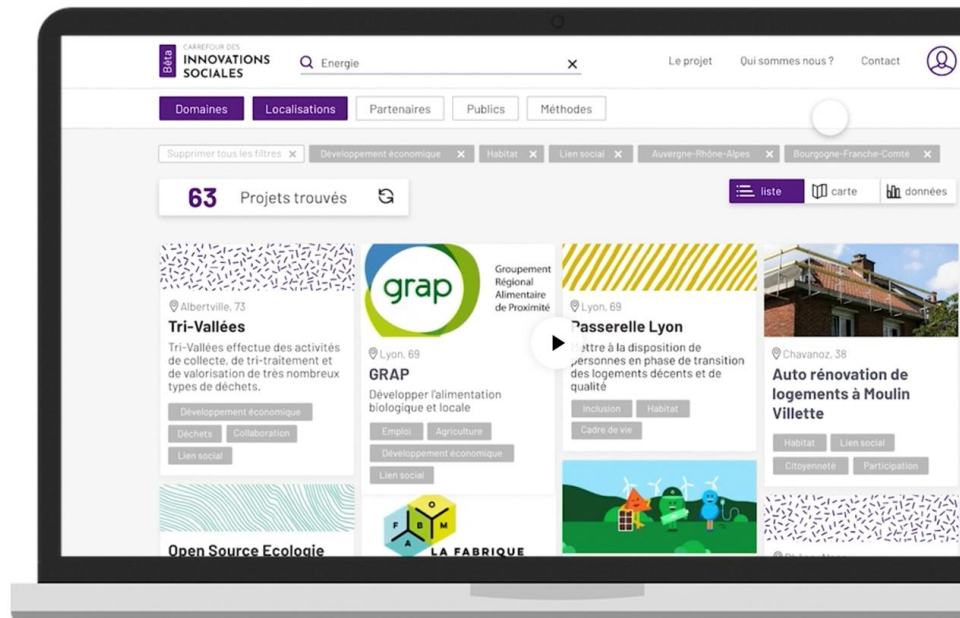 Bêta
CARREFOUR DES
INNOVATIONS
SOCIALES
Energie
Le projet
Qui sommes nous ?
Contact
Domaines
Localisations
Partenaires
Publics
Méthodes
Supprimer tous les filtres
Développement économique
Habitat
Lien social
Auvergne-Rhône-Alpes
Bourgogne-Franche-Comté
63 Projets trouvés
liste
carte
données
Albertville, 73
Tri-Vallées
Tri-Vallées effectue des activités
de collecte, de tri-traitement et
de valorisation de très nombreux
types de déchets.
Développement économique
Déchets
Collaboration
Lien social
Open Source Ecologie
grap
Groupement
Régional
Alimentaire
de Proximité
Lyon, 69
GRAP
Développer l'alimentation
biologique et locale
Emploi
Agriculture
Développement économique
Lien social
FABM
LA FABRIQUE
Lyon, 69
Passerelle Lyon
Mettre à la disposition de
personnes en phase de transition
des logements décents et de
qualité
Inclusion
Habitat
Cadre de vie
Chavanoz, 38
Auto rénovation de
logements à Moulin
Villette
Habitat
Lien social
Citoyenneté
Participation